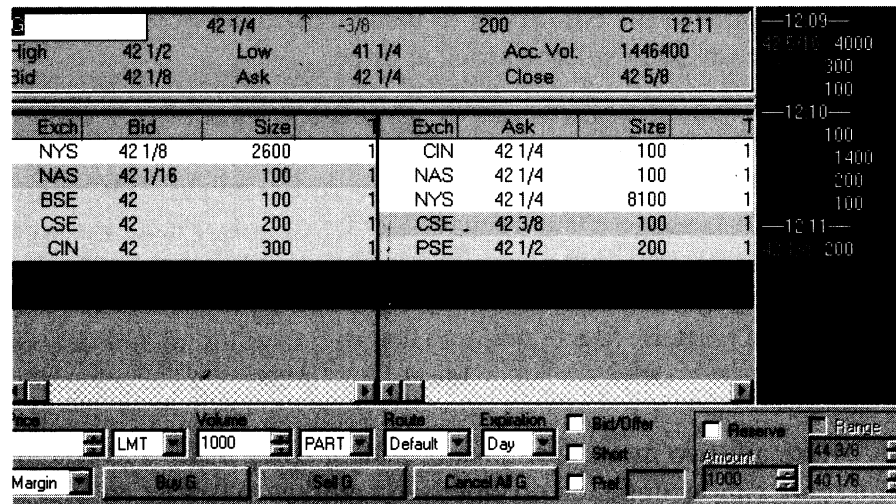 G 42 1/4 ↑ -3/8 200 C 12:11
High 42 1/2 Low 41 1/4 Acc. Vol. 1446400
Bid 42 1/8 Ask 42 1/4 Close 42 5/8
Exch Bid Size T Exch Ask Size T
NYS 42 1/8 2600 1 CIN 42 1/4 100 1
NAS 42 1/16 100 1 NAS 42 1/4 100 1
BSE 42 100 1 NYS 42 1/4 8100 1
CSE 42 200 1 CSE 42 3/8 100 1
CIN 42 300 1 PSE 42 1/2 200 1
12:09
4000
300
100
12:10
100
1400
200
100
12:11
200
Price Volume Route Expiration Bid/Offer Reserve Range
LMT 1000 PART Default Day Short Amount 44 3/8
Margin Buy G Sell G Cancel All G Pref 1000 40 1/8